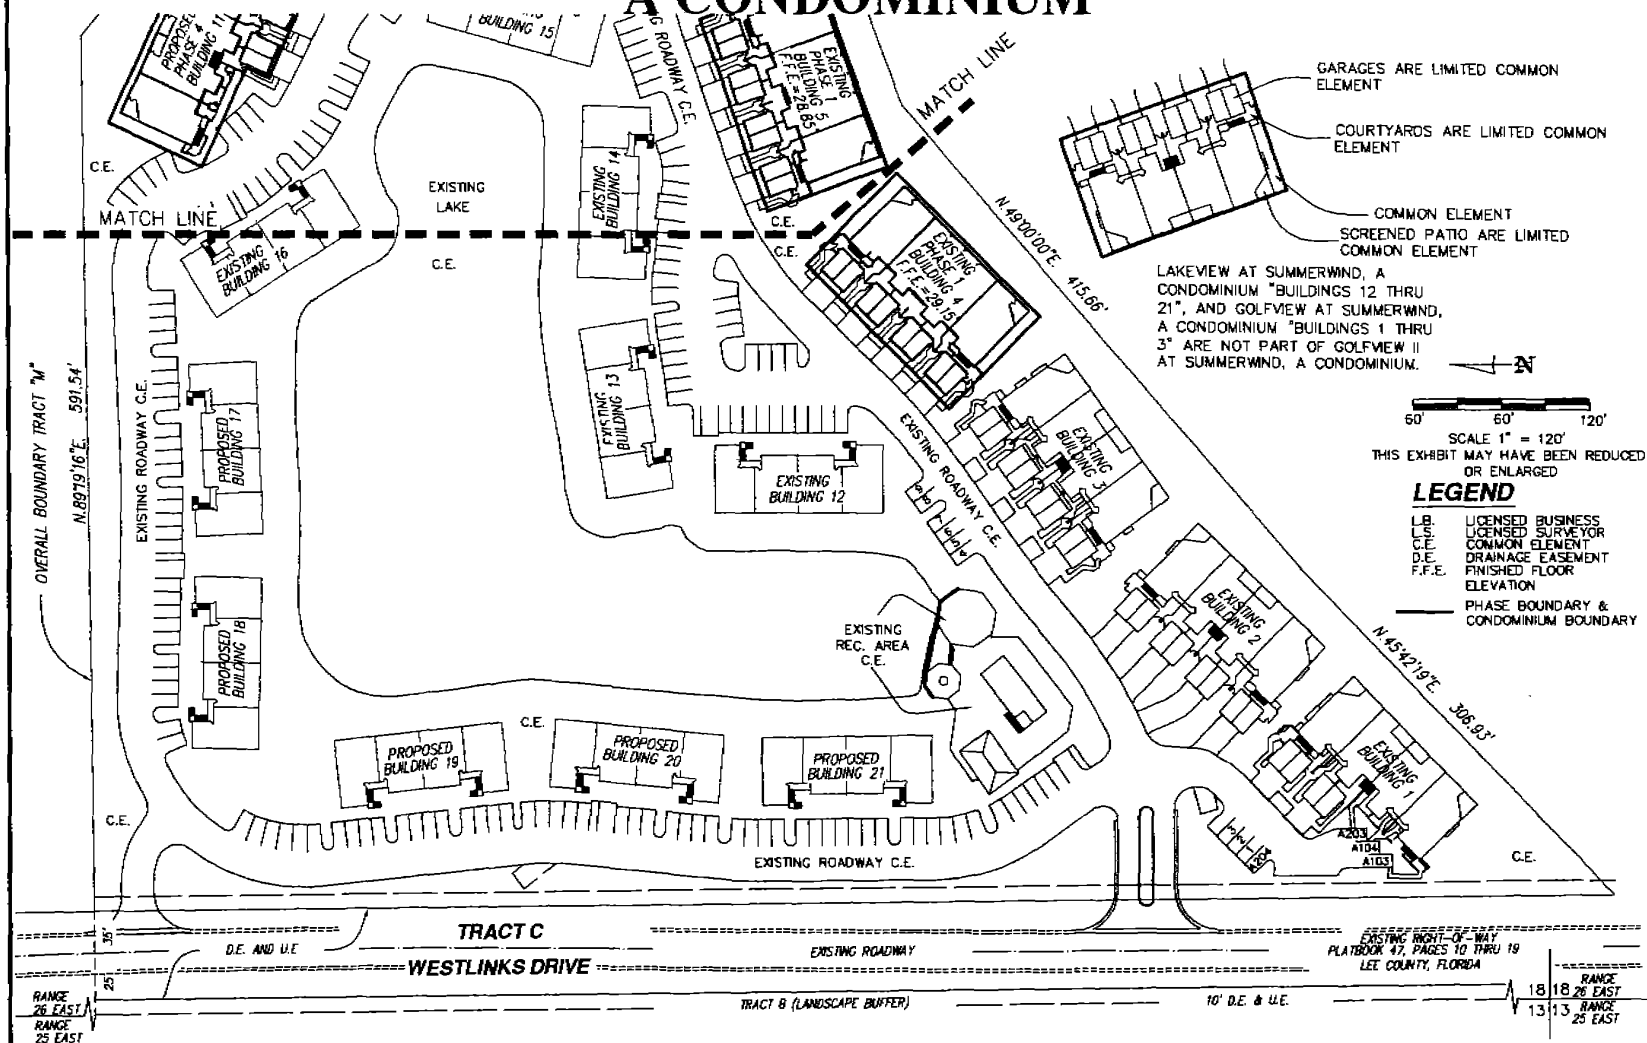 A CONDOMINIUM
PHASE 4
BUILDING 11
BUILDING 15
EXISTING
PHASE 1
BUILDING 5
F.F.E.=28.85
MATCH LINE
GARAGES ARE LIMITED COMMON
ELEMENT
COURTYARDS ARE LIMITED COMMON
ELEMENT
COMMON ELEMENT
SCREENED PATIO ARE LIMITED
COMMON ELEMENT
C.E.
MATCH LINE
EXISTING
LAKE
C.E.
EXISTING
BUILDING 14
ROADWAY C.E.
C.E.
C.E.
EXISTING
BUILDING 16
EXISTING
PHASE 1
BUILDING 4
F.F.E.=29.15
N.49°00'00"E. 415.66'
LAKEVIEW AT SUMMERWIND, A
CONDOMINIUM "BUILDINGS 12 THRU
21", AND GOLFVIEW AT SUMMERWIND,
A CONDOMINIUM "BUILDINGS 1 THRU
3" ARE NOT PART OF GOLFVIEW II
AT SUMMERWIND, A CONDOMINIUM.
N
60' 60' 120'
SCALE 1" = 120'
THIS EXHIBIT MAY HAVE BEEN REDUCED
OR ENLARGED
LEGEND
L.B. LICENSED BUSINESS
L.S. LICENSED SURVEYOR
C.E. COMMON ELEMENT
D.E. DRAINAGE EASEMENT
F.F.E. FINISHED FLOOR
ELEVATION
PHASE BOUNDARY &
CONDOMINIUM BOUNDARY
OVERALL BOUNDARY TRACT "M"
N.89°19'16"E. 591.54'
EXISTING ROADWAY C.E.
PROPOSED
BUILDING 17
EXISTING
BUILDING 13
EXISTING
BUILDING 12
EXISTING ROADWAY C.E.
EXISTING
BUILDING 3
PROPOSED
BUILDING 18
EXISTING
REC. AREA
C.E.
EXISTING
BUILDING 2
N.45°42'19"E. 306.93'
C.E.
PROPOSED
BUILDING 19
PROPOSED
BUILDING 20
PROPOSED
BUILDING 21
EXISTING
BUILDING 1
C.E.
A203
A104
A103
C.E.
EXISTING ROADWAY C.E.
35'
TRACT C
D.E. AND U.E
EXISTING ROADWAY
EXISTING RIGHT-OF-WAY
PLATBOOK 47, PAGES 10 THRU 19
LEE COUNTY, FLORIDA
WESTLINKS DRIVE
25'
TRACT B (LANDSCAPE BUFFER)
10' D.E. & U.E.
RANGE
26 EAST
RANGE
25 EAST
18 18 RANGE
26 EAST
13 13 RANGE
25 EAST